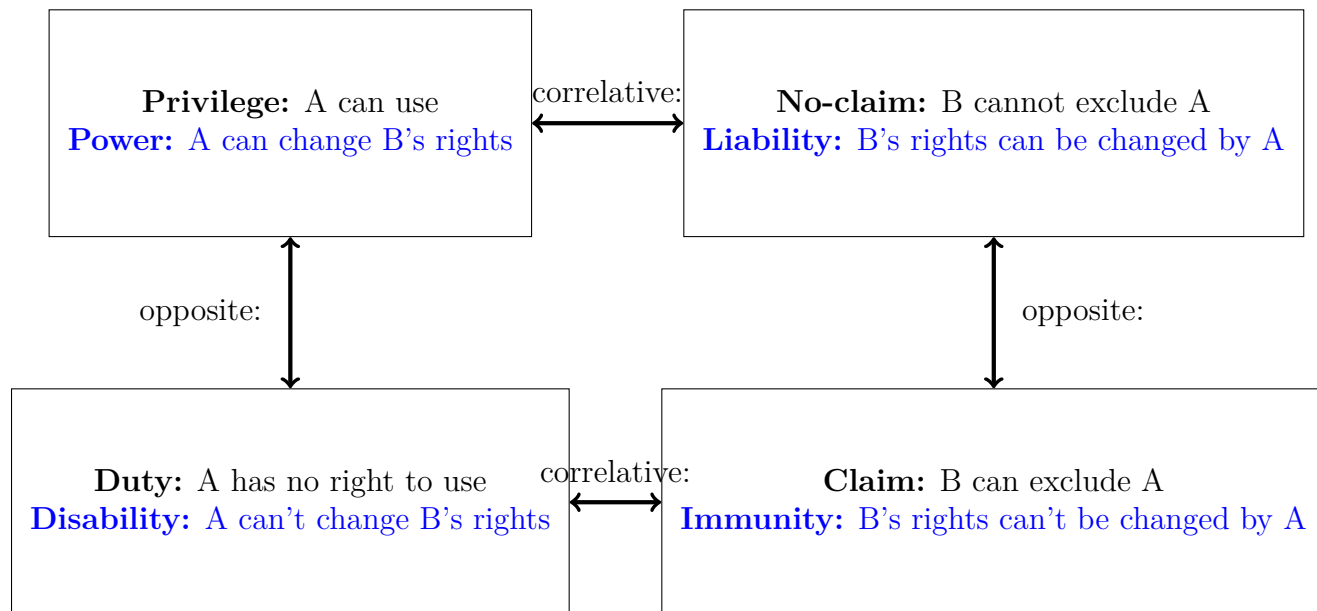 Privilege: A can use
Power: A can change B's rights
correlative:
No-claim: B cannot exclude A
Liability: B's rights can be changed by A
opposite:
opposite:
Duty: A has no right to use
Disability: A can't change B's rights
correlative:
Claim: B can exclude A
Immunity: B's rights can't be changed by A